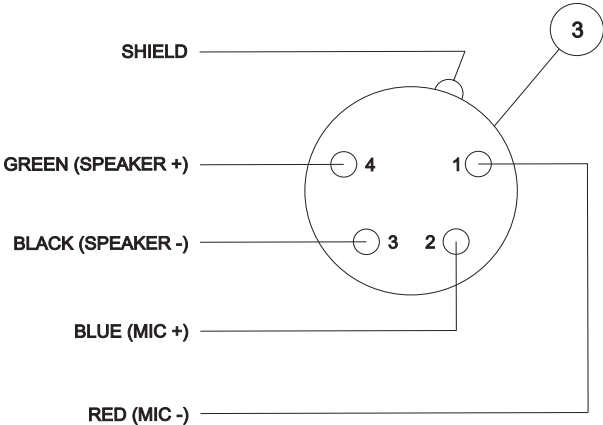 3
SHIELD
GREEN (SPEAKER +)
4
1
BLACK (SPEAKER -)
3
2
BLUE (MIC +)
RED (MIC -)